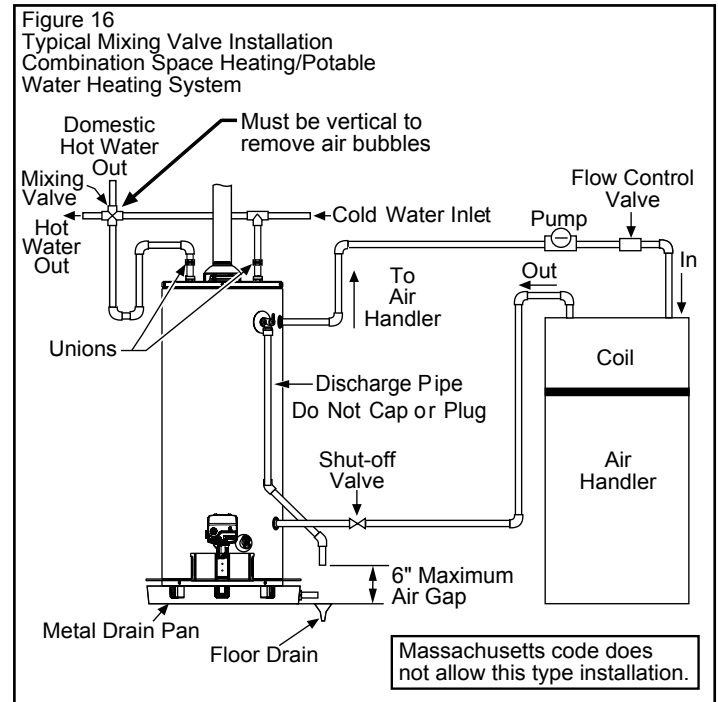 Figure 16
Typical Mixing Valve Installation
Combination Space Heating/Potable
Water Heating System
Domestic
Hot Water
Out
Must be vertical to
remove air bubbles
Mixing
Valve
Hot
Water
Out
Cold Water Inlet
Flow Control
Valve
Pump
In
Out
To
Air
Handler
Unions
Coil
Discharge Pipe
Do Not Cap or Plug
Shut-off
Valve
Air
Handler
6" Maximum
Air Gap
Metal Drain Pan
Floor Drain
Massachusetts code does
not allow this type installation.